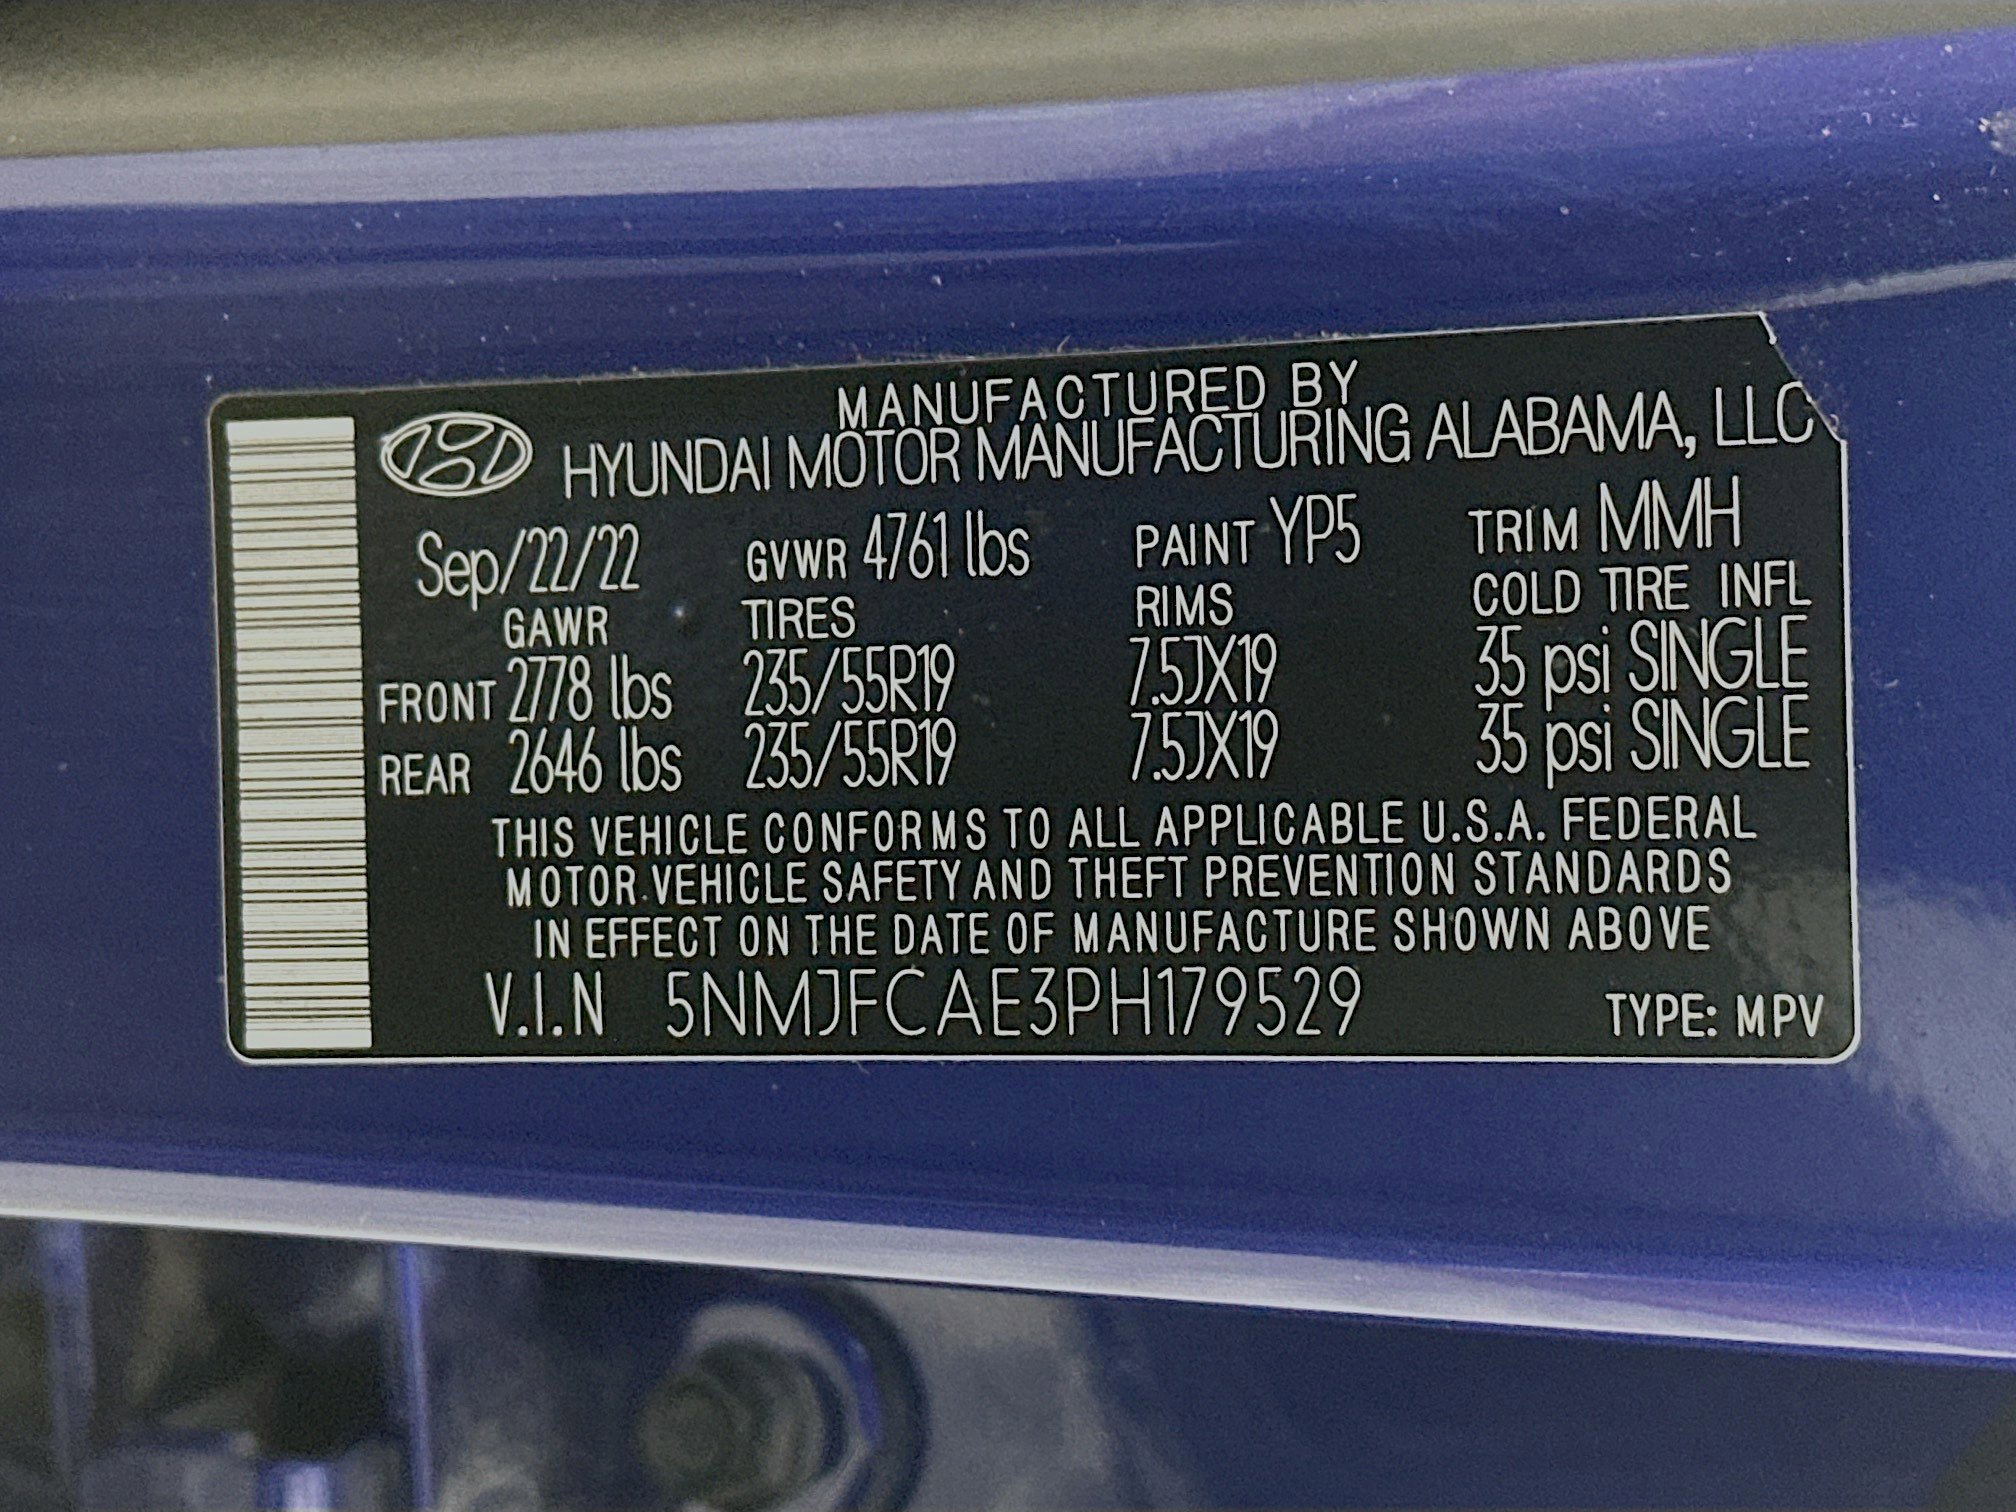 MANUFACTURED BY
HYUNDAI MOTOR MANUFACTURING ALABAMA, LLC
Sep/22/22 GVWR 4761 lbs PAINT YP5 TRIM MMH
GAWR TIRES RIMS COLD TIRE INFL
FRONT 2778 lbs 235/55R19 7.5JX19 35 psi SINGLE
REAR 2646 lbs 235/55R19 7.5JX19 35 psi SINGLE
THIS VEHICLE CONFORMS TO ALL APPLICABLE U.S.A. FEDERAL
MOTOR VEHICLE SAFETY AND THEFT PREVENTION STANDARDS
IN EFFECT ON THE DATE OF MANUFACTURE SHOWN ABOVE
V.I.N 5NMJFCAE3PH179529 TYPE: MPV